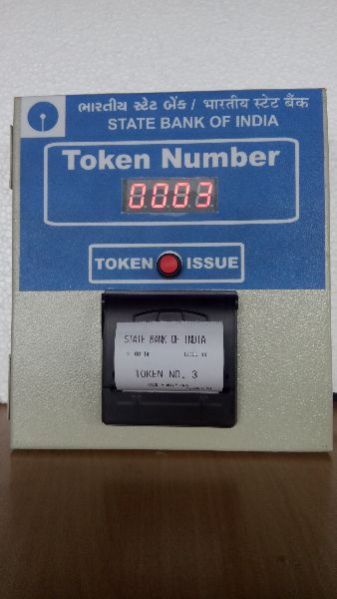 ભારતીય સ્ટેટ બેંક / भारतीय स्टेट बैंक
STATE BANK OF INDIA
Token Number
0003
TOKEN ISSUE
STATE BANK OF INDIA
TOKEN NO. 3